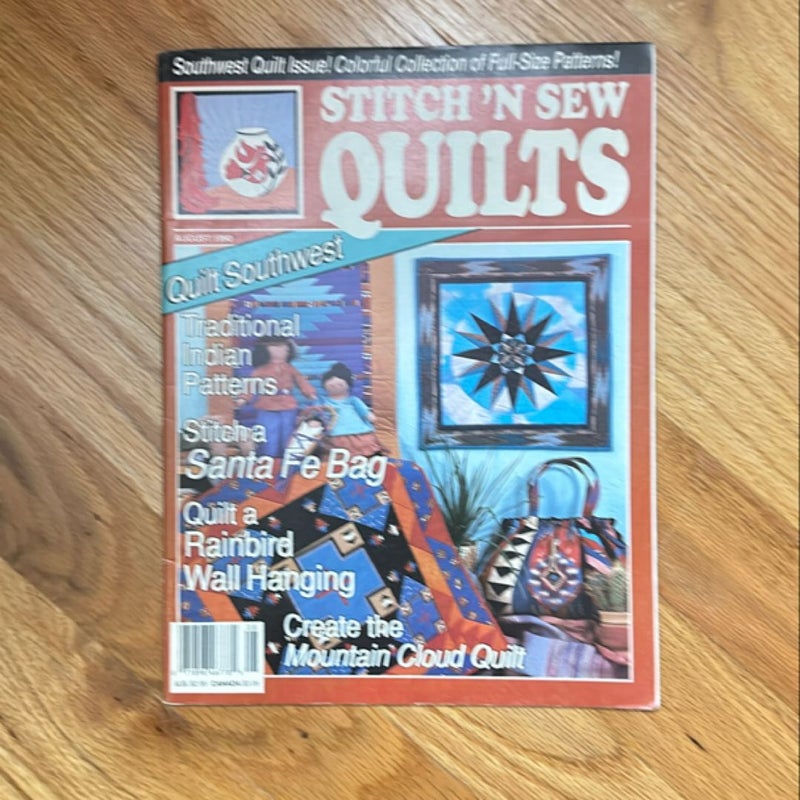 Southwest Quilt Issue! Colorful Collection of Full-Size Patterns!
STITCH 'N SEW
QUILTS
Quilt Southwest
Traditional
Indian
Patterns
Stitch a
Santa Fe Bag
Quilt a
Rainbird
Wall Hanging
Create the
Mountain Cloud Quilt